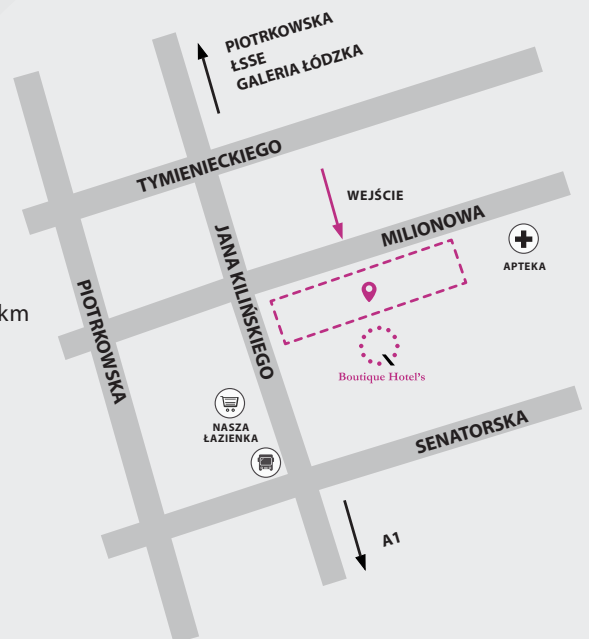 PIOTRKOWSKA
ŁSSE
GALERIA ŁÓDZKA
TYMIENIECKIEGO
WEJŚCIE
MILIONOWA
APTEKA
JANA KILIŃSKIEGO
PIOTRKOWSKA
km
Boutique Hotel's
NASZA
ŁAZIENKA
SENATORSKA
A1